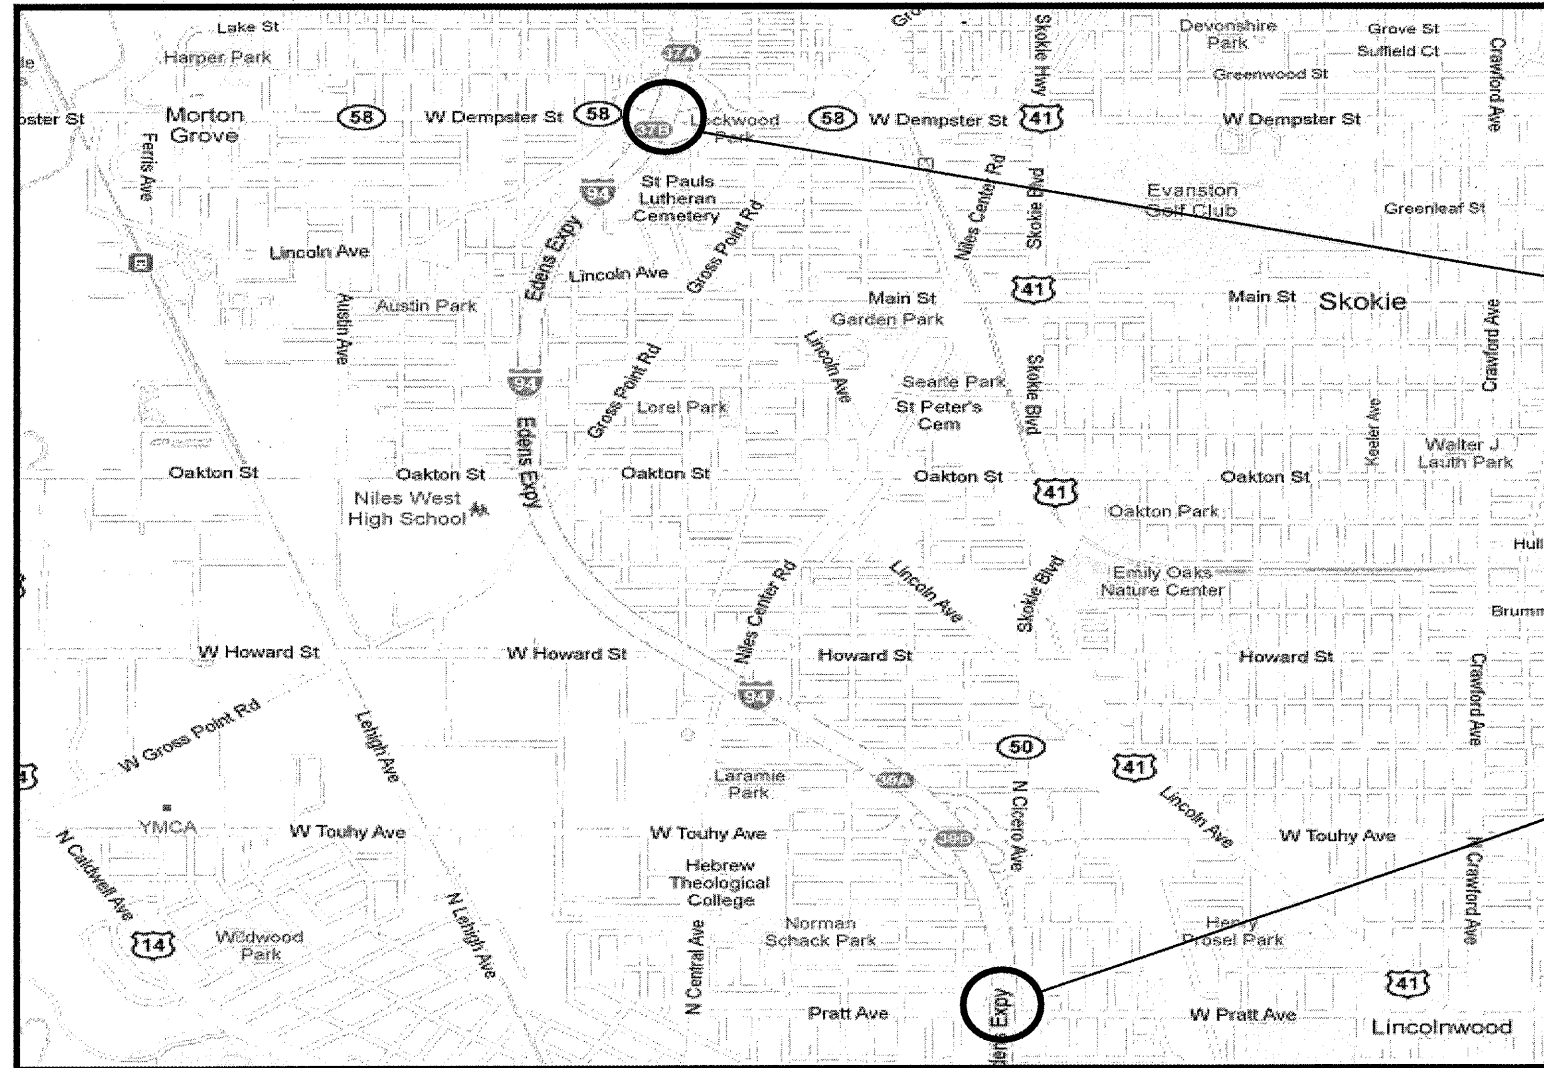 Lake St
Harper Park
37A
Skokie Hwy
Devonshire
Park
Grove St
Suffield Ct
Greenwood St
Crawford Ave
Morton
Grove
58
W Dempster St
58
37B
Park
58
W Dempster St
41
W Dempster St
Ferris Ave
94
St Pauls
Lutheran
Cemetery
Niles Center Rd
Skokie Blvd
Evanston
Golf Club
Greenleaf St
Lincoln Ave
Edens Expy
Lincoln Ave
Gross Point Rd
Austin Park
Austin Ave
Main St
Garden Park
41
Main St
Skokie
Crawford Ave
94
Gross Point Rd
Lorel Park
Lincoln Ave
Searle Park
St Peter's
Cem
Skokie Blvd
Keeler Ave
Walter J
Lauth Park
Oakton St
Oakton St
Edens Expy
Oakton St
Oakton St
41
Oakton St
Niles West
High School
Oakton Park
Hull
Niles Center Rd
Lincoln Ave
Skokie Blvd
Emily Oaks
Nature Center
Brumm
W Howard St
W Howard St
Howard St
Howard St
Crawford Ave
94
W Gross Point Rd
Lehigh Ave
50
41
Laramie
Park
39A
N Cicero Ave
Lincoln Ave
YMCA
W Touhy Ave
W Touhy Ave
39B
W Touhy Ave
N Caldwell Ave
Hebrew
Theological
College
N Lehigh Ave
N Crawford Ave
14
Wildwood
Park
N Central Ave
Norman
Schack Park
Henry
Prosel Park
41
Pratt Ave
Expy
W Pratt Ave
Lincolnwood